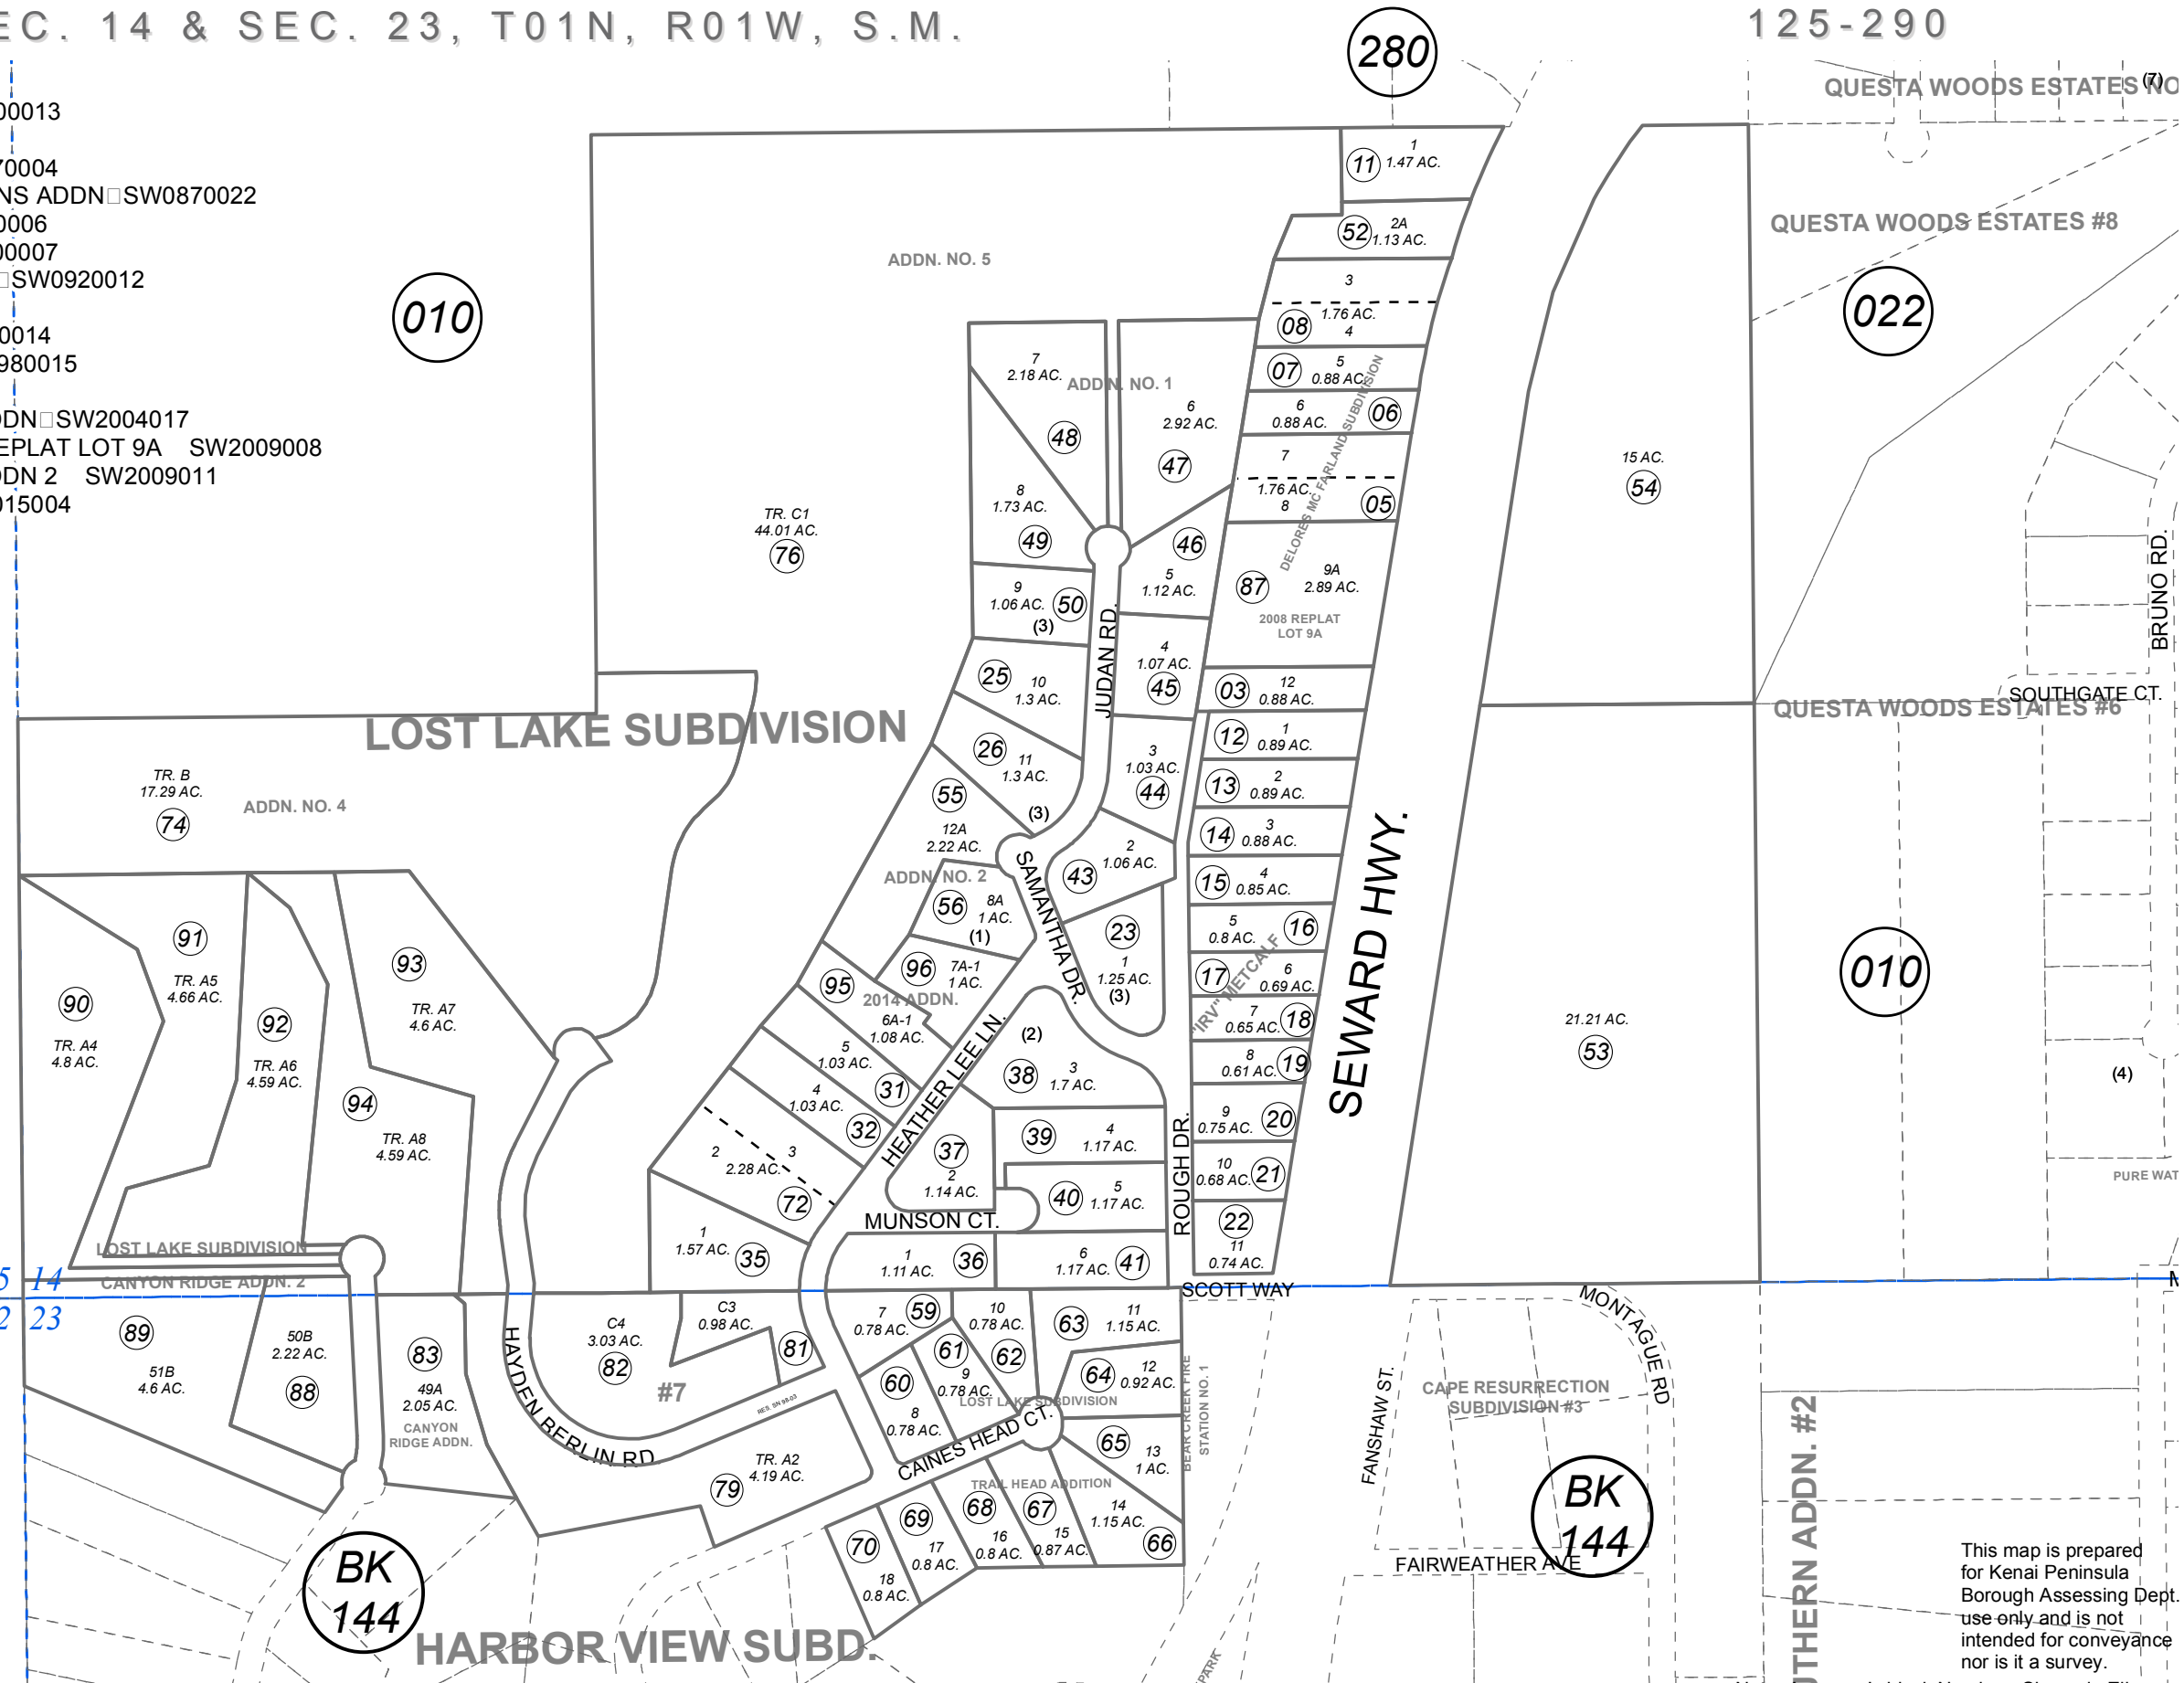 EC. 14 & SEC. 23, T01N, R01W, S.M.
125-290
280
QUESTA WOODS ESTATES NO
(7)
00013
70004
NS ADDN□SW0870022
0006
00007
□SW0920012
0014
980015
DDN□SW2004017
EPLAT LOT 9A    SW2009008
DDN 2    SW2009011
015004
010
ADDN. NO. 5
11
1
1.47 AC.
52
2A
1.13 AC.
3
1.76 AC.
08
4
07
5
0.88 AC.
6
0.88 AC.
06
7
1.76 AC.
8
05
DELORES MC FARLAND SUBDIVISION
87
9A
2.89 AC.
2008 REPLAT
LOT 9A
03
12
0.88 AC.
QUESTA WOODS ESTATES #8
022
15 AC.
54
BRUNO RD.
SOUTHGATE CT.
QUESTA WOODS ESTATES #6
7
2.18 AC.
ADDN. NO. 1
48
6
2.92 AC.
47
8
1.73 AC.
49
46
5
1.12 AC.
9
1.06 AC.
50
(3)
JUDAN RD.
4
1.07 AC.
45
25
10
1.3 AC.
26
11
1.3 AC.
(3)
3
1.03 AC.
44
TR. C1
44.01 AC.
76
LOST LAKE SUBDIVISION
TR. B
17.29 AC.
74
ADDN. NO. 4
55
12A
2.22 AC.
ADDN. NO. 2
56
8A
1 AC.
(1)
SAMANTHA DR.
43
2
1.06 AC.
23
1
1.25 AC.
(3)
12
1
0.89 AC.
13
2
0.89 AC.
14
3
0.88 AC.
15
4
0.85 AC.
5
0.8 AC.
16
17
6
0.69 AC.
"IRV" METCALF
7
0.65 AC.
18
8
0.61 AC.
19
9
0.75 AC.
20
10
0.68 AC.
21
22
11
0.74 AC.
SEWARD HWY.
21.21 AC.
53
010
(4)
PURE WAT
90
TR. A4
4.8 AC.
91
TR. A5
4.66 AC.
92
TR. A6
4.59 AC.
93
TR. A7
4.6 AC.
94
TR. A8
4.59 AC.
96
7A-1
1 AC.
95
2014 ADDN.
6A-1
1.08 AC.
5
1.03 AC.
31
4
1.03 AC.
32
HEATHER LEE LN.
2
3
2.28 AC.
72
1
1.57 AC.
35
(2)
38
3
1.7 AC.
39
4
1.17 AC.
37
2
1.14 AC.
40
5
1.17 AC.
MUNSON CT.
1
1.11 AC.
36
6
1.17 AC.
41
ROUGH DR.
SCOTT WAY
LOST LAKE SUBDIVISION
CANYON RIDGE ADDN. 2
5
14
2
23
89
51B
4.6 AC.
50B
2.22 AC.
88
83
49A
2.05 AC.
CANYON
RIDGE ADDN.
HAYDEN BERLIN RD.
C4
3.03 AC.
82
C3
0.98 AC.
81
#7
RES. SN 98-03
TR. A2
4.19 AC.
79
7
0.78 AC.
59
10
0.78 AC.
62
61
9
0.78 AC.
60
8
0.78 AC.
63
11
1.15 AC.
64
12
0.92 AC.
LOST LAKE SUBDIVISION
CAINES HEAD CT.
65
13
1 AC.
TRAIL HEAD ADDITION
14
1.15 AC.
66
67
15
0.87 AC.
68
16
0.8 AC.
69
17
0.8 AC.
70
18
0.8 AC.
BEAR CREEK FIRE
STATION NO. 1
MONTAGUE RD
FANSHAW ST.
CAPE RESURRECTION
SUBDIVISION #3
FAIRWEATHER AVE
BK
144
BK
144
HARBOR VIEW SUBD.
PARK
UTHERN ADDN. #2
This map is prepared
for Kenai Peninsula
Borough Assessing Dept.
use only and is not
intended for conveyance
nor is it a survey.